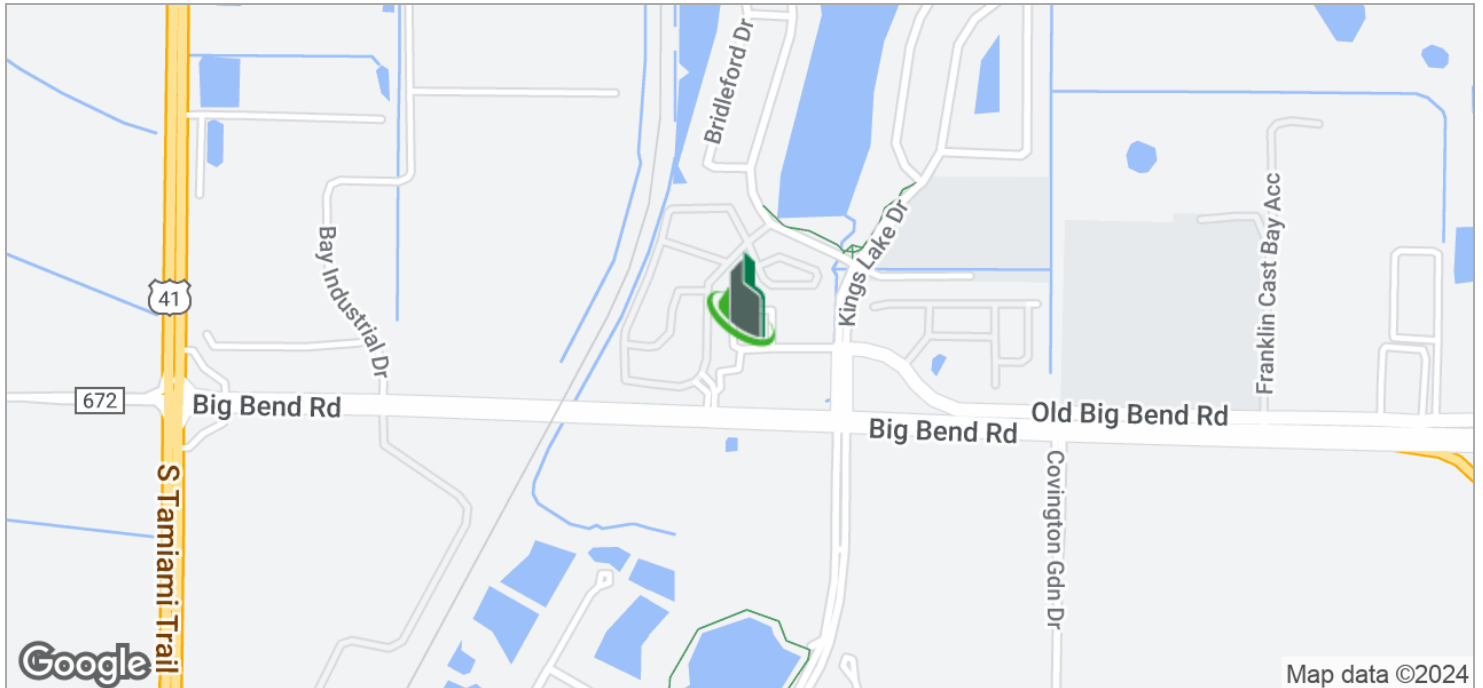 Bridleford Dr
Kings Lake Dr
Franklin Cast Bay Acc
Bay Industrial Dr
41
672
Big Bend Rd
Big Bend Rd
Old Big Bend Rd
S Tamiami Trail
Covington Gdn Dr
Google
Map data ©2024